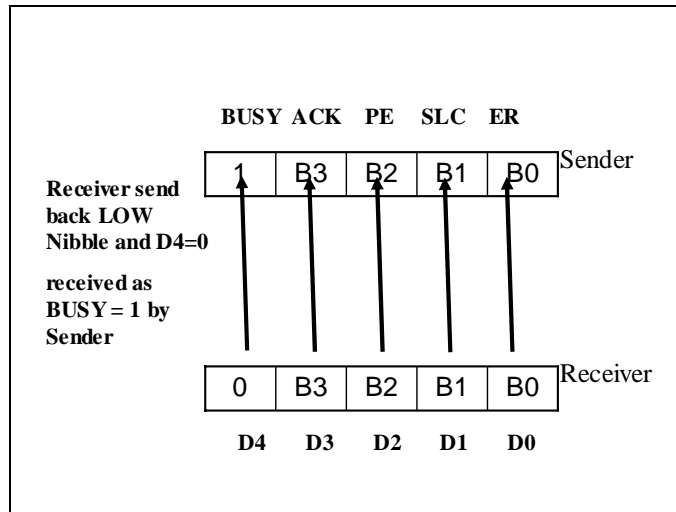 BUSY ACK PE SLC ER
1 B3 B2 B1 B0 Sender
Receiver send
back LOW
Nibble and D4=0
received as
BUSY = 1 by
Sender
0 B3 B2 B1 B0 Receiver
D4 D3 D2 D1 D0